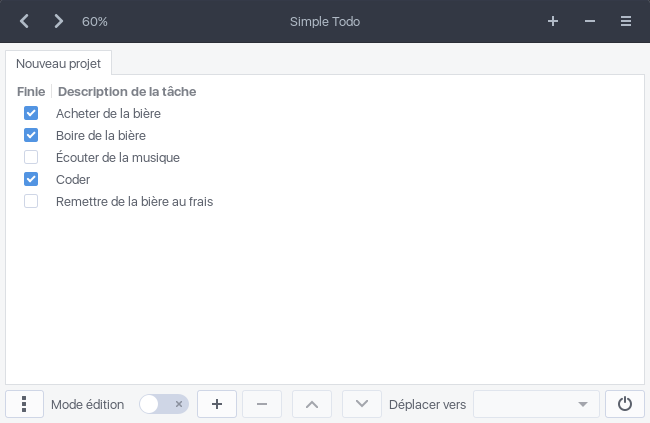 60%
Simple Todo
Nouveau projet
Finie Description de la tâche
Acheter de la bière
Boire de la bière
Écouter de la musique
Coder
Remettre de la bière au frais
Mode édition Déplacer vers